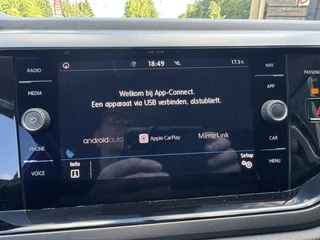 RADIO
MEDIA
PHONE
VOICE
18:49
17.5°C
Welkom bij App-Connect.
Een apparaat via USB verbinden, alstublieft.
androidauto
Apple CarPlay
MirrorLink
Info
Setup
NAV
APP
CAR
MENU
PASSENG